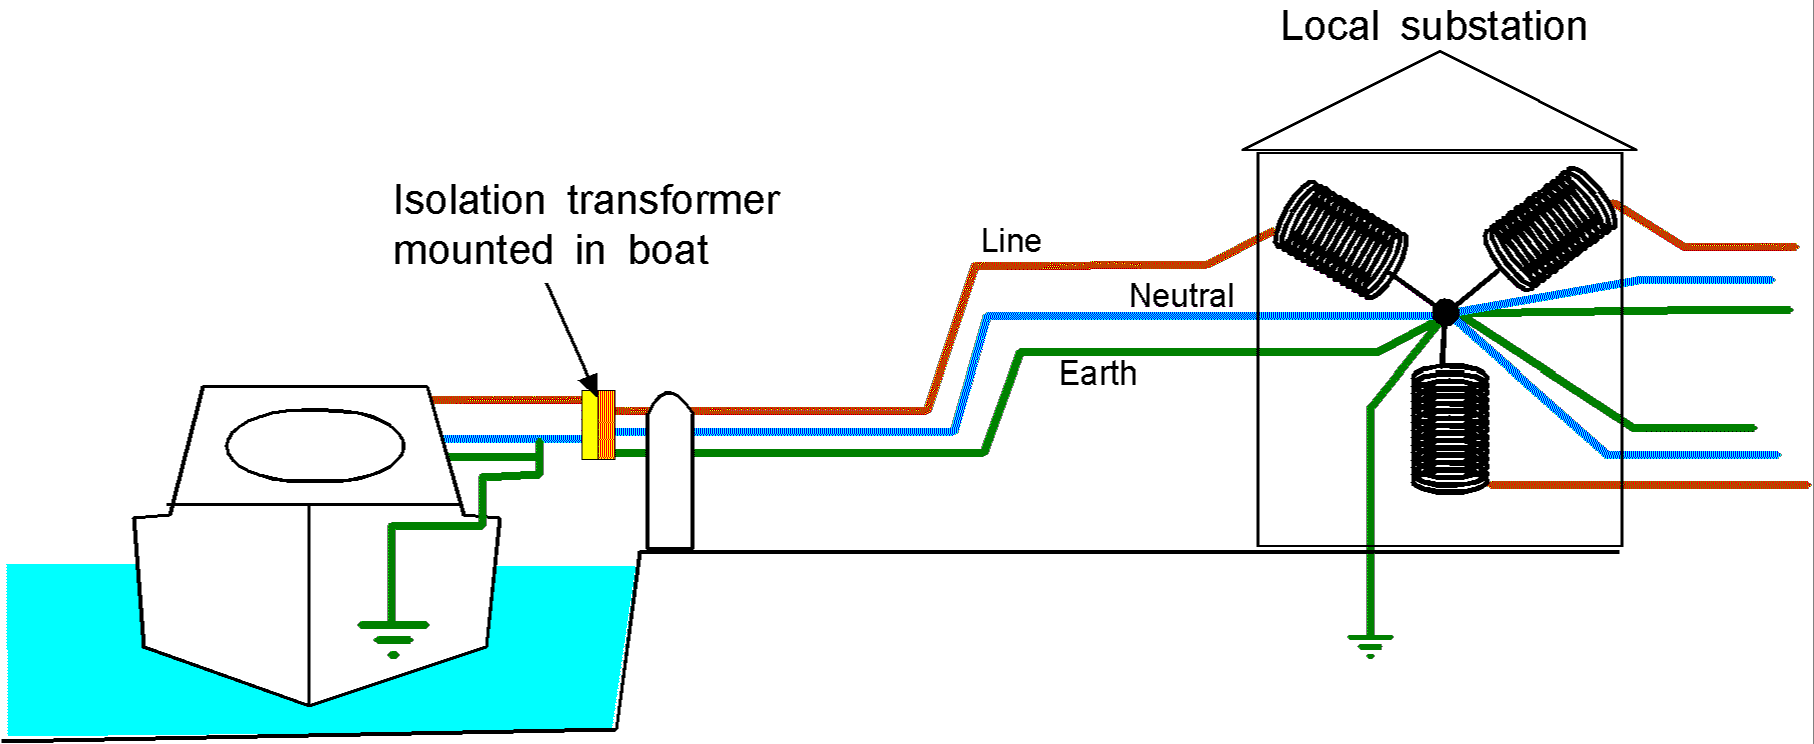 Local substation
Isolation transformer
mounted in boat
Line
Neutral
Earth